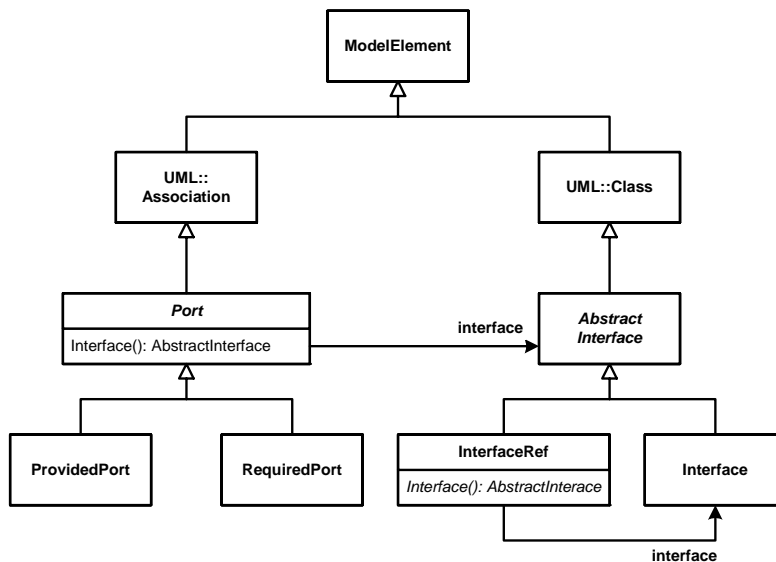 ModelElement
UML::
Association
UML::Class
Port
Interface(): AbstractInterface
interface
Abstract
Interface
ProvidedPort
RequiredPort
InterfaceRef
Interface(): AbstractInterace
Interface
interface